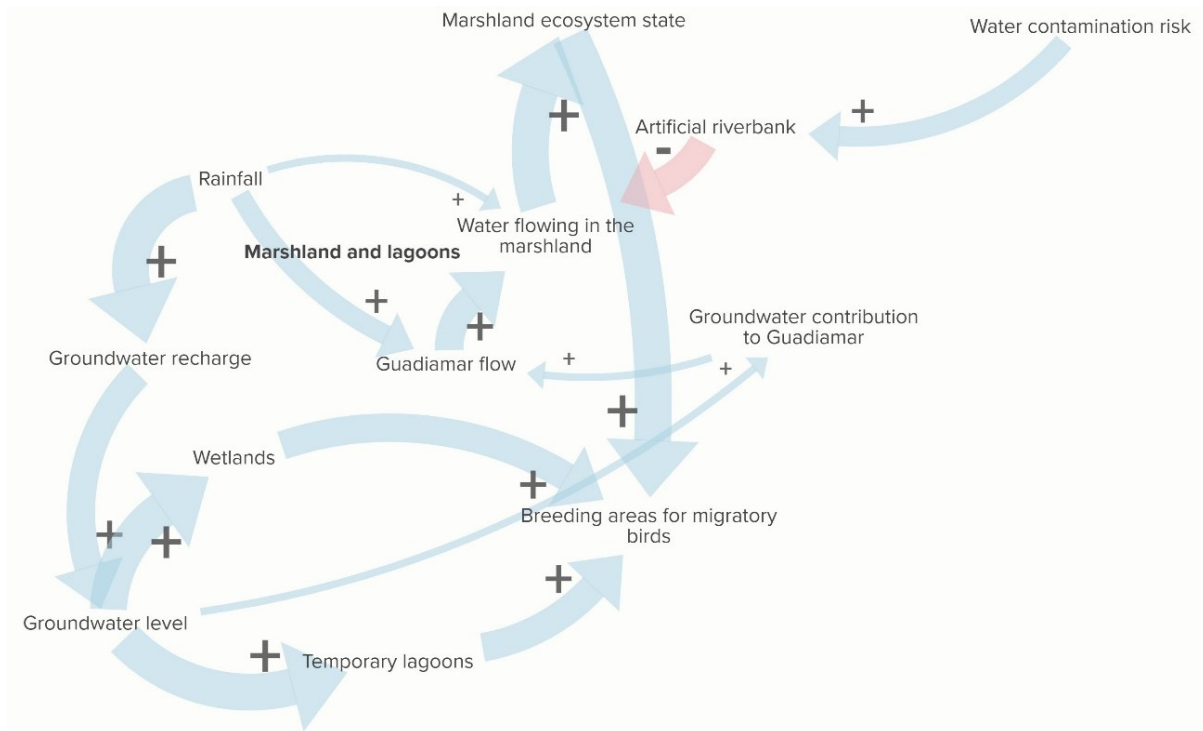 Marshland ecosystem state
Water contamination risk
+
+
Artificial riverbank
-
Rainfall
+
Water flowing in the
marshland
Marshland and lagoons
+
+
+
Groundwater contribution
to Guadiamar
Groundwater recharge
Guadiamar flow
+
+
+
Wetlands
+
Breeding areas for migratory
birds
+
+
+
Groundwater level
+
Temporary lagoons